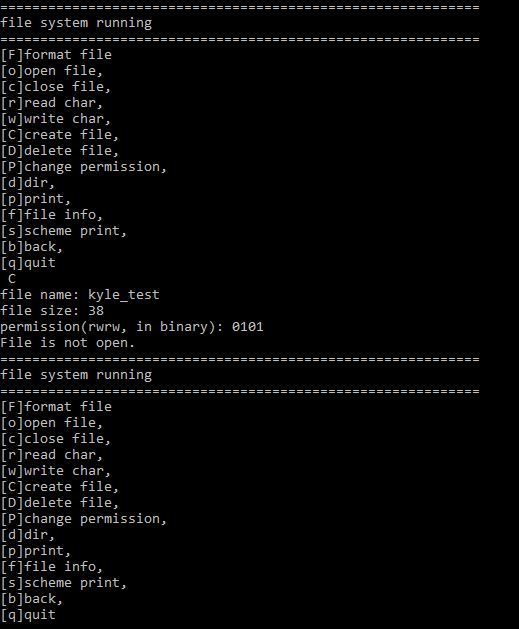 ============================================================
file system running
============================================================
[F]format file
[o]open file,
[c]close file,
[r]read char,
[w]write char,
[C]create file,
[D]delete file,
[P]change permission,
[d]dir,
[p]print,
[f]file info,
[s]scheme print,
[b]back,
[q]quit
 C
file name: kyle_test
file size: 38
permission(rwrw, in binary): 0101
File is not open.
============================================================
file system running
============================================================
[F]format file
[o]open file,
[c]close file,
[r]read char,
[w]write char,
[C]create file,
[D]delete file,
[P]change permission,
[d]dir,
[p]print,
[f]file info,
[s]scheme print,
[b]back,
[q]quit